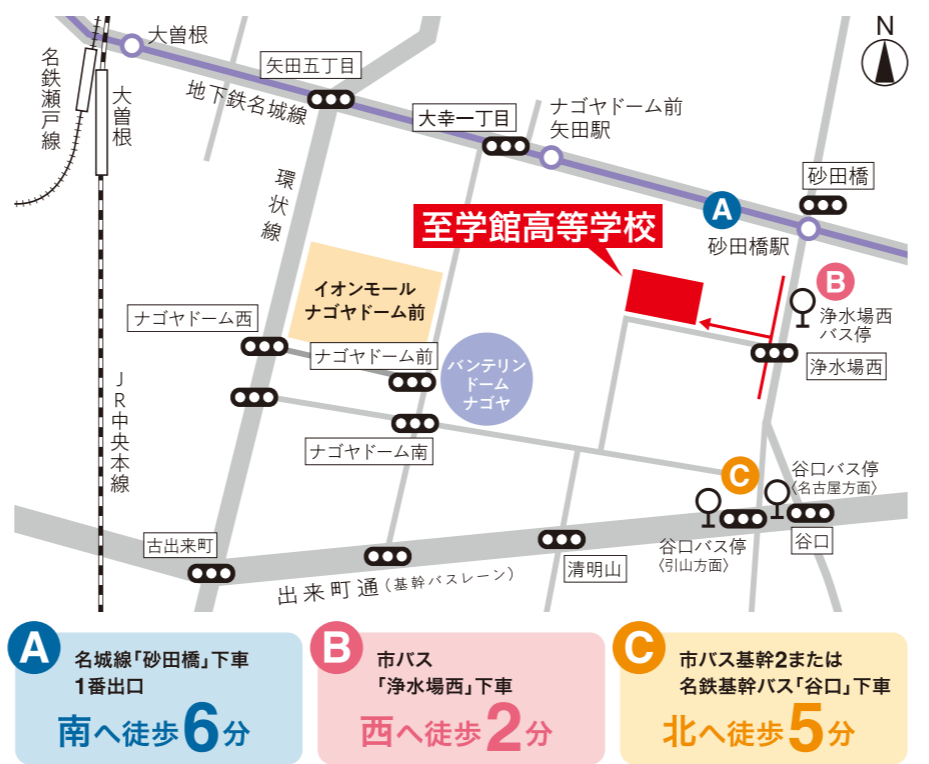 N
大曽根
名鉄瀬戸線
大曽根
矢田五丁目
地下鉄名城線
大幸一丁目
ナゴヤドーム前
矢田駅
砂田橋
A
砂田橋駅
環状線
至学館高等学校
B
浄水場西
バス停
浄水場西
イオンモール
ナゴヤドーム前
ナゴヤドーム西
ナゴヤドーム前
バンテリン
ドーム
ナゴヤ
ナゴヤドーム南
JR中央本線
C
谷口バス停
〈名古屋方面〉
谷口バス停
〈引山方面〉
谷口
古出来町
清明山
出来町通(基幹バスレーン)
A
名城線「砂田橋」下車
1番出口
南へ徒歩6分
B
市バス
「浄水場西」下車
西へ徒歩2分
C
市バス基幹2または
名鉄基幹バス「谷口」下車
北へ徒歩5分